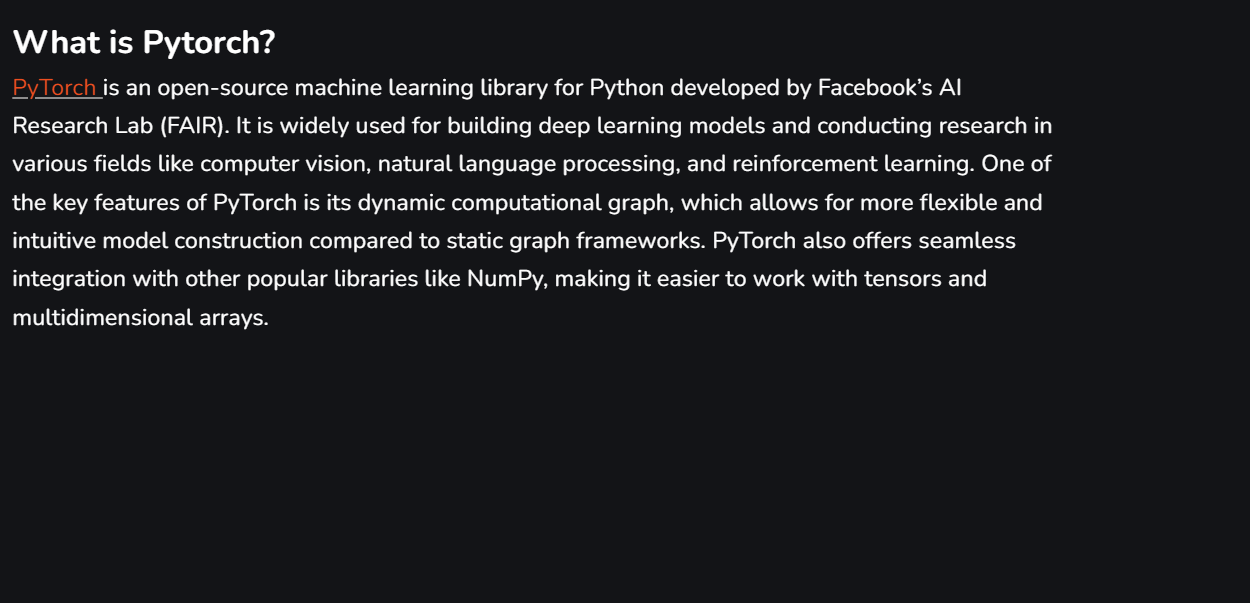 What is Pytorch?
PyTorch is an open-source machine learning library for Python developed by Facebook’s AI
Research Lab (FAIR). It is widely used for building deep learning models and conducting research in
various fields like computer vision, natural language processing, and reinforcement learning. One of
the key features of PyTorch is its dynamic computational graph, which allows for more flexible and
intuitive model construction compared to static graph frameworks. PyTorch also offers seamless
integration with other popular libraries like NumPy, making it easier to work with tensors and
multidimensional arrays.